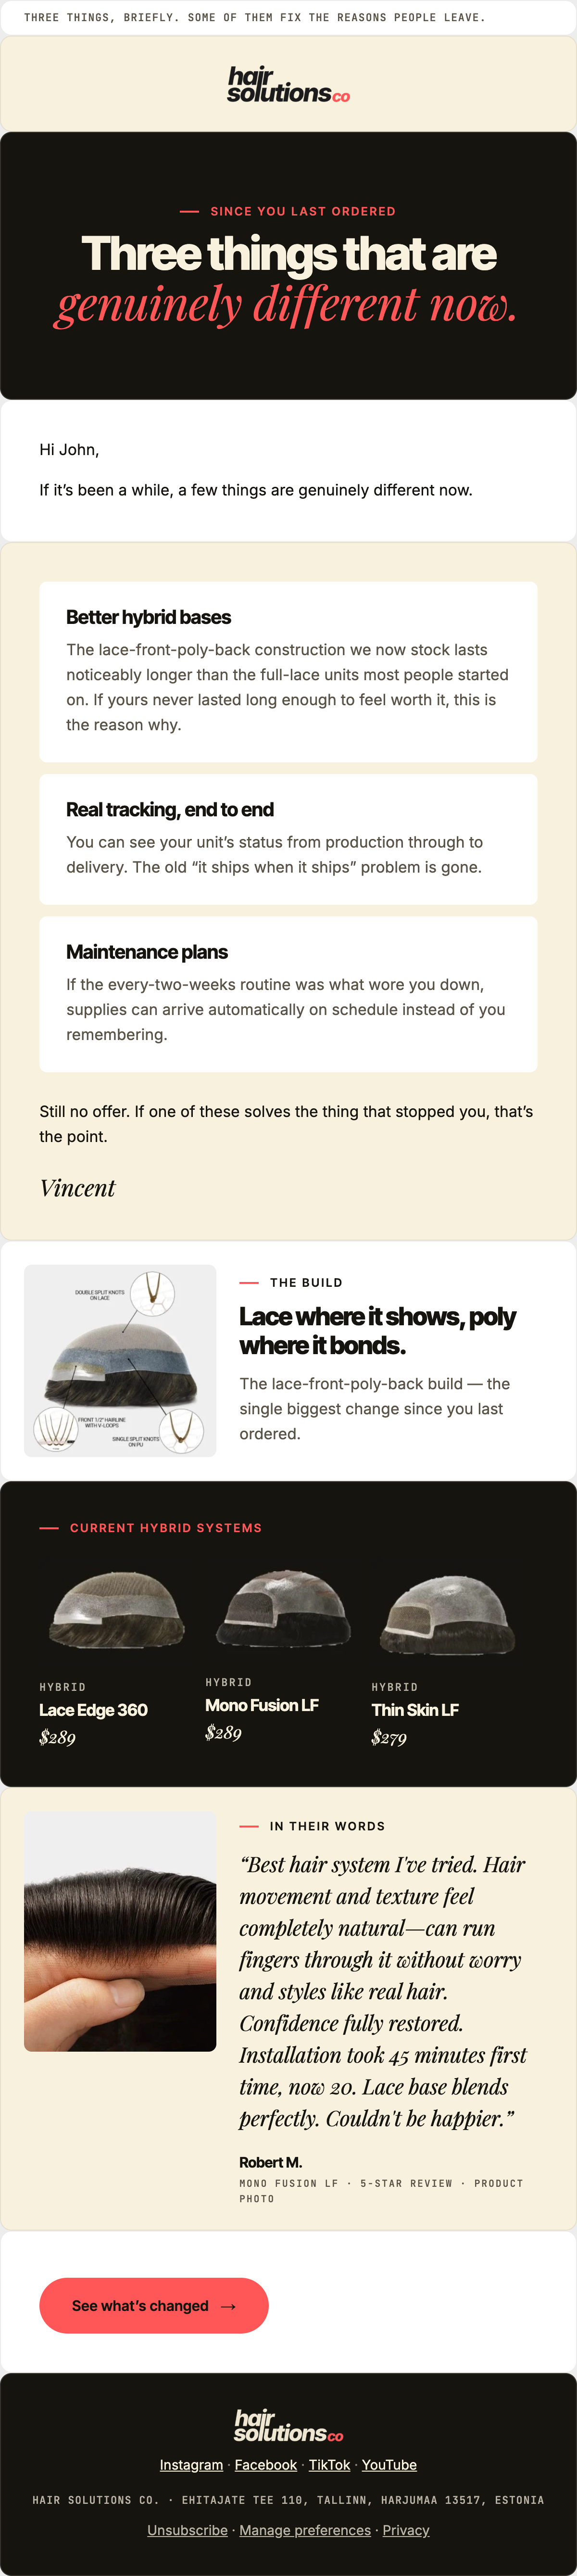 THREE THINGS, BRIEFLY. SOME OF THEM FIX THE REASONS PEOPLE LEAVE.
hair
solutionsco
SINCE YOU LAST ORDERED
Three things that are
genuinely different now.
Hi John,
If it’s been a while, a few things are genuinely different now.
Better hybrid bases
The lace-front-poly-back construction we now stock lasts
noticeably longer than the full-lace units most people started
on. If yours never lasted long enough to feel worth it, this is
the reason why.
Real tracking, end to end
You can see your unit’s status from production through to
delivery. The old “it ships when it ships” problem is gone.
Maintenance plans
If the every-two-weeks routine was what wore you down,
supplies can arrive automatically on schedule instead of you
remembering.
Still no offer. If one of these solves the thing that stopped you, that’s
the point.
Vincent
DOUBLE SPLIT KNOTS
ON LACE
FRONT 1/2" HAIRLINE
WITH V-LOOPS
SINGLE SPLIT KNOTS
ON PU
THE BUILD
Lace where it shows, poly
where it bonds.
The lace-front-poly-back build — the
single biggest change since you last
ordered.
CURRENT HYBRID SYSTEMS
HYBRID
Lace Edge 360
$289
HYBRID
Mono Fusion LF
$289
HYBRID
Thin Skin LF
$279
IN THEIR WORDS
“Best hair system I've tried. Hair
movement and texture feel
completely natural—can run
fingers through it without worry
and styles like real hair.
Confidence fully restored.
Installation took 45 minutes first
time, now 20. Lace base blends
perfectly. Couldn't be happier.”
Robert M.
MONO FUSION LF · 5-STAR REVIEW · PRODUCT
PHOTO
See what’s changed →
hair
solutionsco
Instagram · Facebook · TikTok · YouTube
HAIR SOLUTIONS CO. · EHITAJATE TEE 110, TALLINN, HARJUMAA 13517, ESTONIA
Unsubscribe · Manage preferences · Privacy